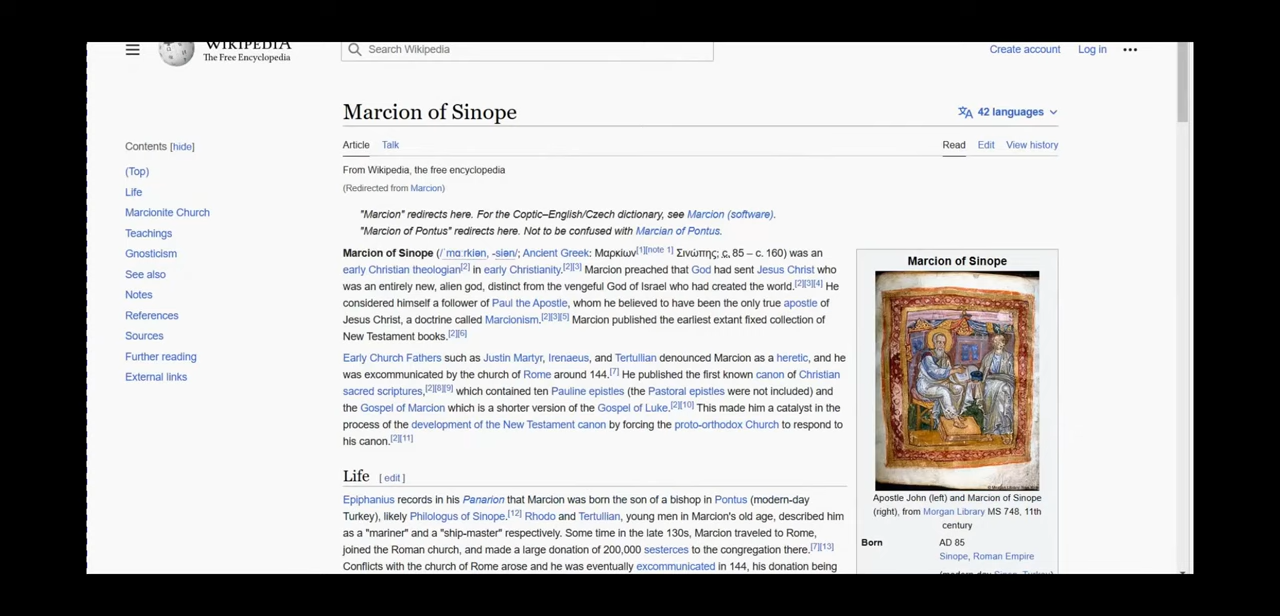 WIKIPEDIA
The Free Encyclopedia
Search Wikipedia
Create account
Log in
•••
Contents [hide]
(Top)
Life
Marcionite Church
Teachings
Gnosticism
See also
Notes
References
Sources
Further reading
External links
Marcion of Sinope
42 languages
Article
Talk
Read
Edit
View history
From Wikipedia, the free encyclopedia
(Redirected from Marcion)
"Marcion" redirects here. For the Coptic–English/Czech dictionary, see Marcion (software).
"Marcion of Pontus" redirects here. Not to be confused with Marcian of Pontus.
Marcion of Sinope (/ˈmɑːrkiən, -siən/; Ancient Greek: Μαρκίων[1][note 1] Σινώπης; c. 85 – c. 160) was an
early Christian theologian[2] in early Christianity.[2][3] Marcion preached that God had sent Jesus Christ who
was an entirely new, alien god, distinct from the vengeful God of Israel who had created the world.[2][3][4] He
considered himself a follower of Paul the Apostle, whom he believed to have been the only true apostle of
Jesus Christ, a doctrine called Marcionism.[2][3][5] Marcion published the earliest extant fixed collection of
New Testament books.[2][6]
Early Church Fathers such as Justin Martyr, Irenaeus, and Tertullian denounced Marcion as a heretic, and he
was excommunicated by the church of Rome around 144.[7] He published the first known canon of Christian
sacred scriptures,[2][8][9] which contained ten Pauline epistles (the Pastoral epistles were not included) and
the Gospel of Marcion which is a shorter version of the Gospel of Luke.[2][10] This made him a catalyst in the
process of the development of the New Testament canon by forcing the proto-orthodox Church to respond to
his canon.[2][11]
Life [ edit ]
Epiphanius records in his Panarion that Marcion was born the son of a bishop in Pontus (modern-day
Turkey), likely Philologus of Sinope.[12] Rhodo and Tertullian, young men in Marcion's old age, described him
as a "mariner" and a "ship-master" respectively. Some time in the late 130s, Marcion traveled to Rome,
joined the Roman church, and made a large donation of 200,000 sesterces to the congregation there.[7][13]
Conflicts with the church of Rome arose and he was eventually excommunicated in 144, his donation being
Marcion of Sinope
Apostle John (left) and Marcion of Sinope
(right), from Morgan Library MS 748, 11th
century
Born
AD 85
Sinope, Roman Empire
(modern-day Sinop, Turkey)